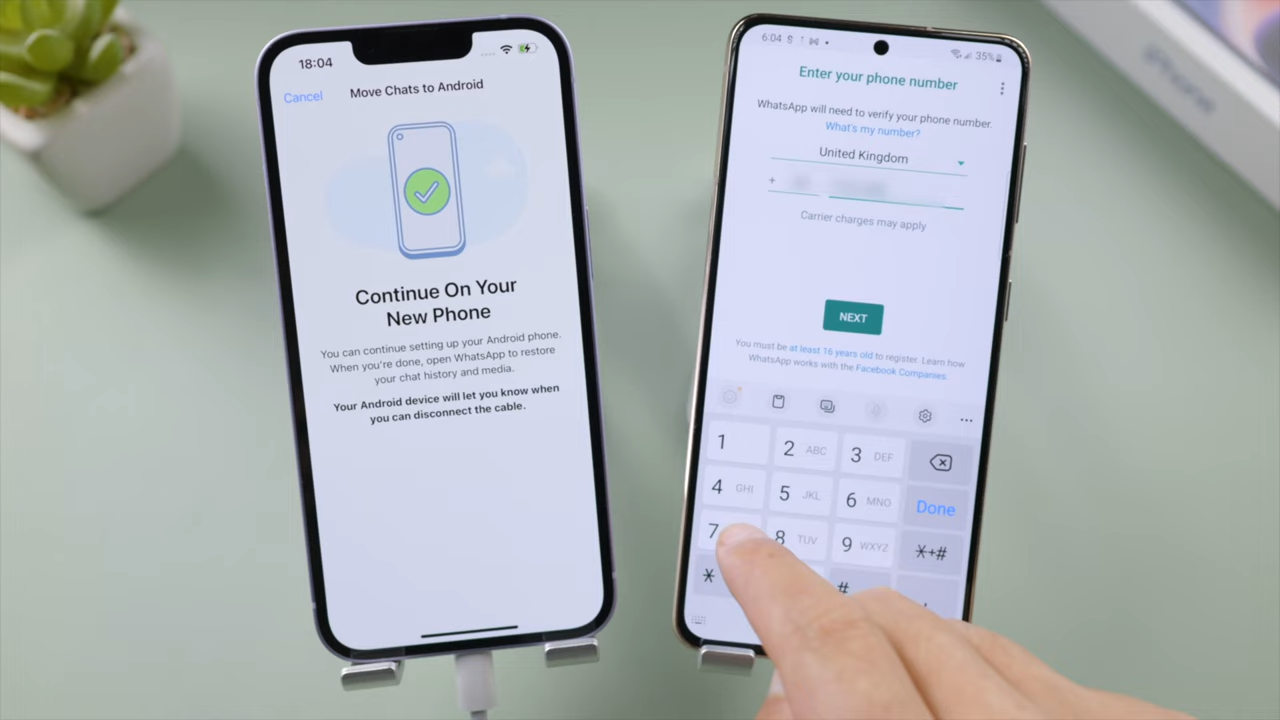 18:04
Cancel
Move Chats to Android
Continue On Your
New Phone
You can continue setting up your Android phone.
When you're done, open WhatsApp to restore
your chat history and media.
Your Android device will let you know when
you can disconnect the cable.
6:04
35%
Enter your phone number
WhatsApp will need to verify your phone number.
What's my number?
United Kingdom
+
Carrier charges may apply
NEXT
You must be at least 16 years old to register. Learn how
WhatsApp works with the Facebook Companies.
1 2 ABC 3 DEF
4 GHI 5 JKL 6 MNO Done
7 8 TUV 9 WXYZ *+#
* #
iPhone